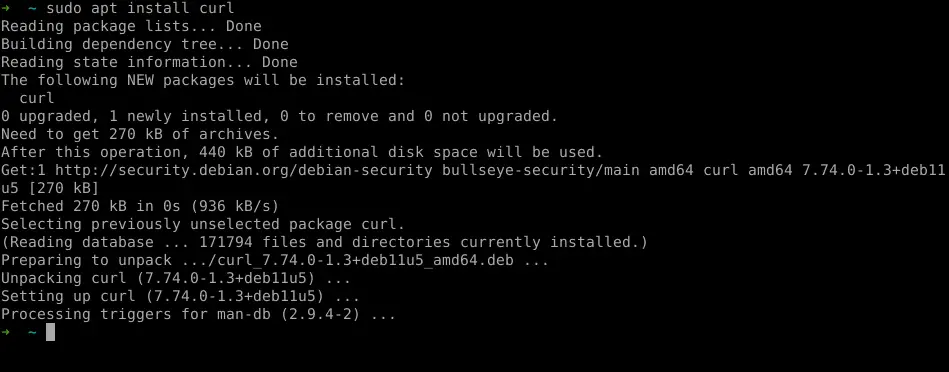 ➜  ~ sudo apt install curl
Reading package lists... Done
Building dependency tree... Done
Reading state information... Done
The following NEW packages will be installed:
  curl
0 upgraded, 1 newly installed, 0 to remove and 0 not upgraded.
Need to get 270 kB of archives.
After this operation, 440 kB of additional disk space will be used.
Get:1 http://security.debian.org/debian-security bullseye-security/main amd64 curl amd64 7.74.0-1.3+deb11
u5 [270 kB]
Fetched 270 kB in 0s (936 kB/s)
Selecting previously unselected package curl.
(Reading database ... 171794 files and directories currently installed.)
Preparing to unpack .../curl_7.74.0-1.3+deb11u5_amd64.deb ...
Unpacking curl (7.74.0-1.3+deb11u5) ...
Setting up curl (7.74.0-1.3+deb11u5) ...
Processing triggers for man-db (2.9.4-2) ...
➜  ~